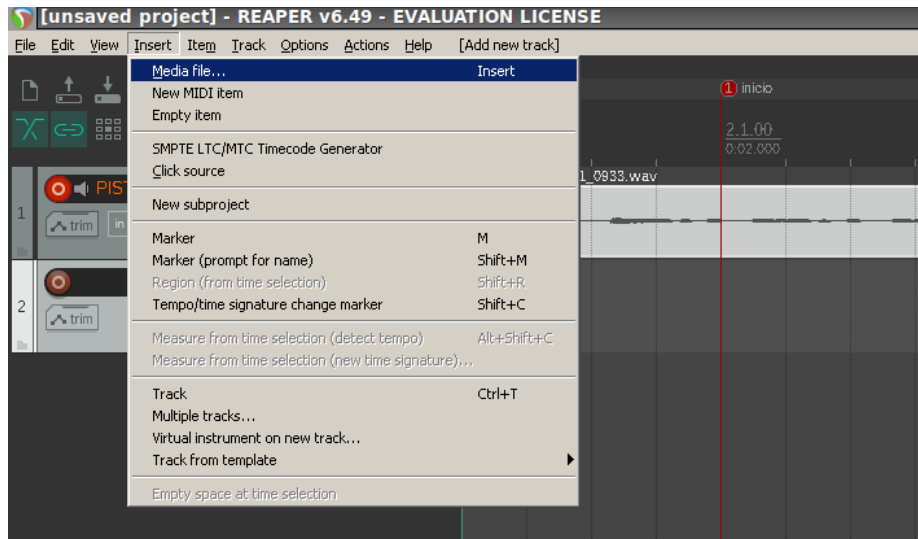 [unsaved project] - REAPER v6.49 - EVALUATION LICENSE
File Edit View Insert Item Track Options Actions Help [Add new track]
Media file... Insert
New MIDI item
Empty item
SMPTE LTC/MTC Timecode Generator
Click source
New subproject
Marker M
Marker (prompt for name) Shift+M
Region (from time selection) Shift+R
Tempo/time signature change marker Shift+C
Measure from time selection (detect tempo) Alt+Shift+C
Measure from time selection (new time signature)...
Track Ctrl+T
Multiple tracks...
Virtual instrument on new track...
Track from template
Empty space at time selection
1 inicio
2.1.00
0:02.000
1_0933.wav
1
PIS
trim in
2
trim